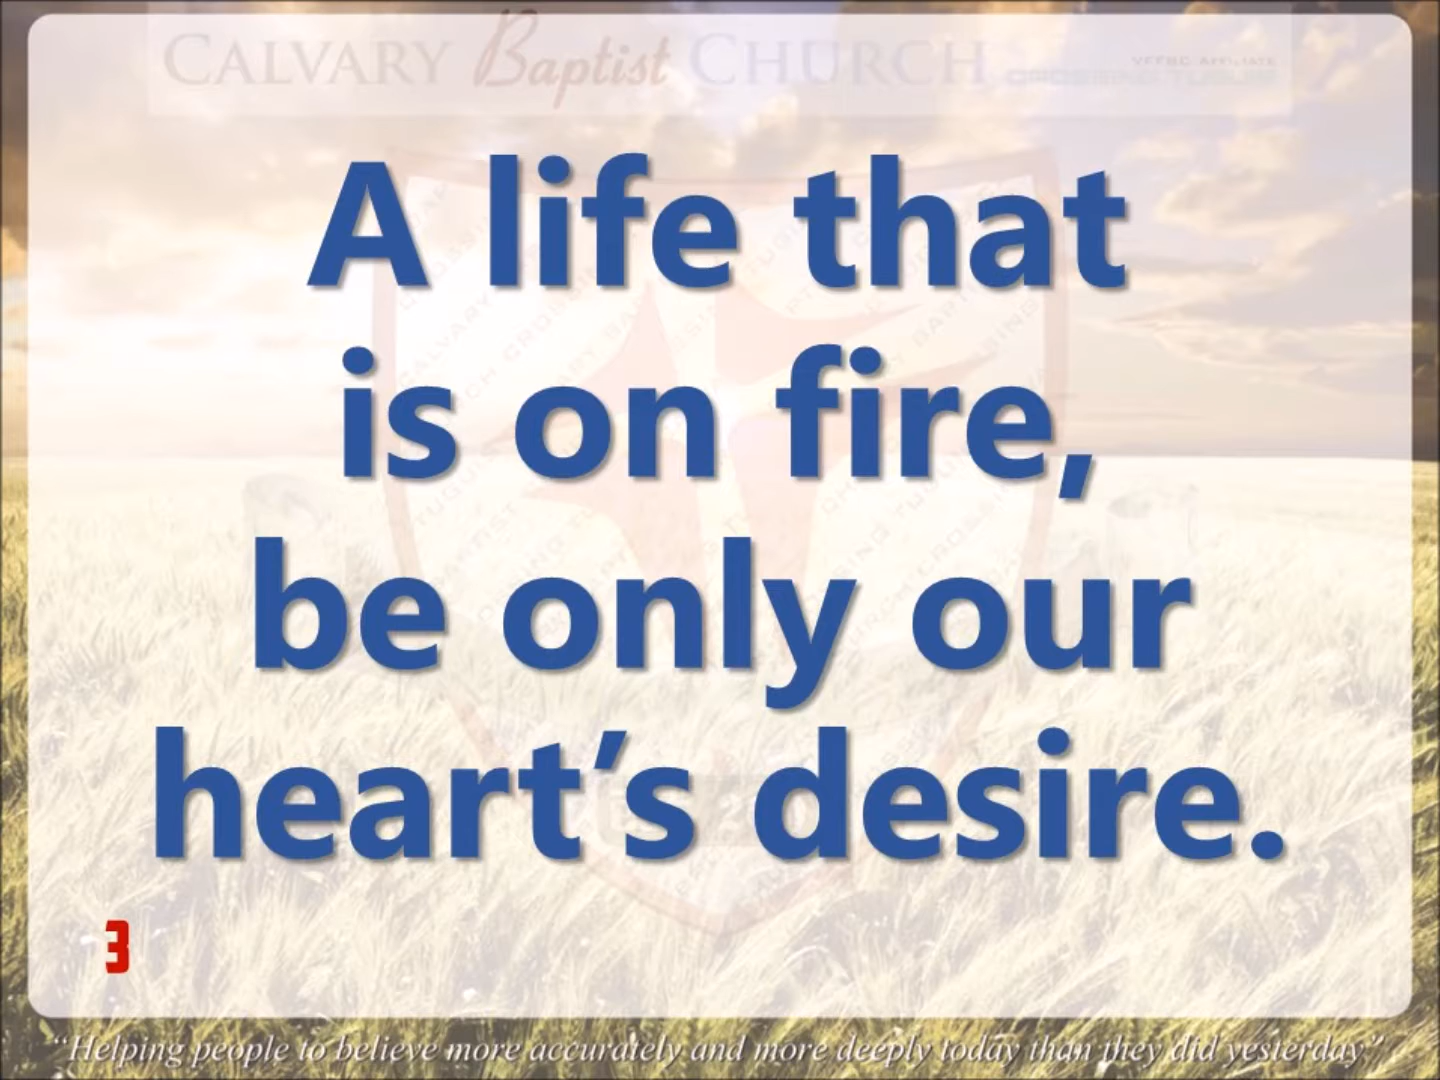 CALVARY Baptist CHURCH
A life that
is on fire,
be only our
heart’s desire.
3
“Helping people to believe more accurately and more deeply today than they did yesterday”